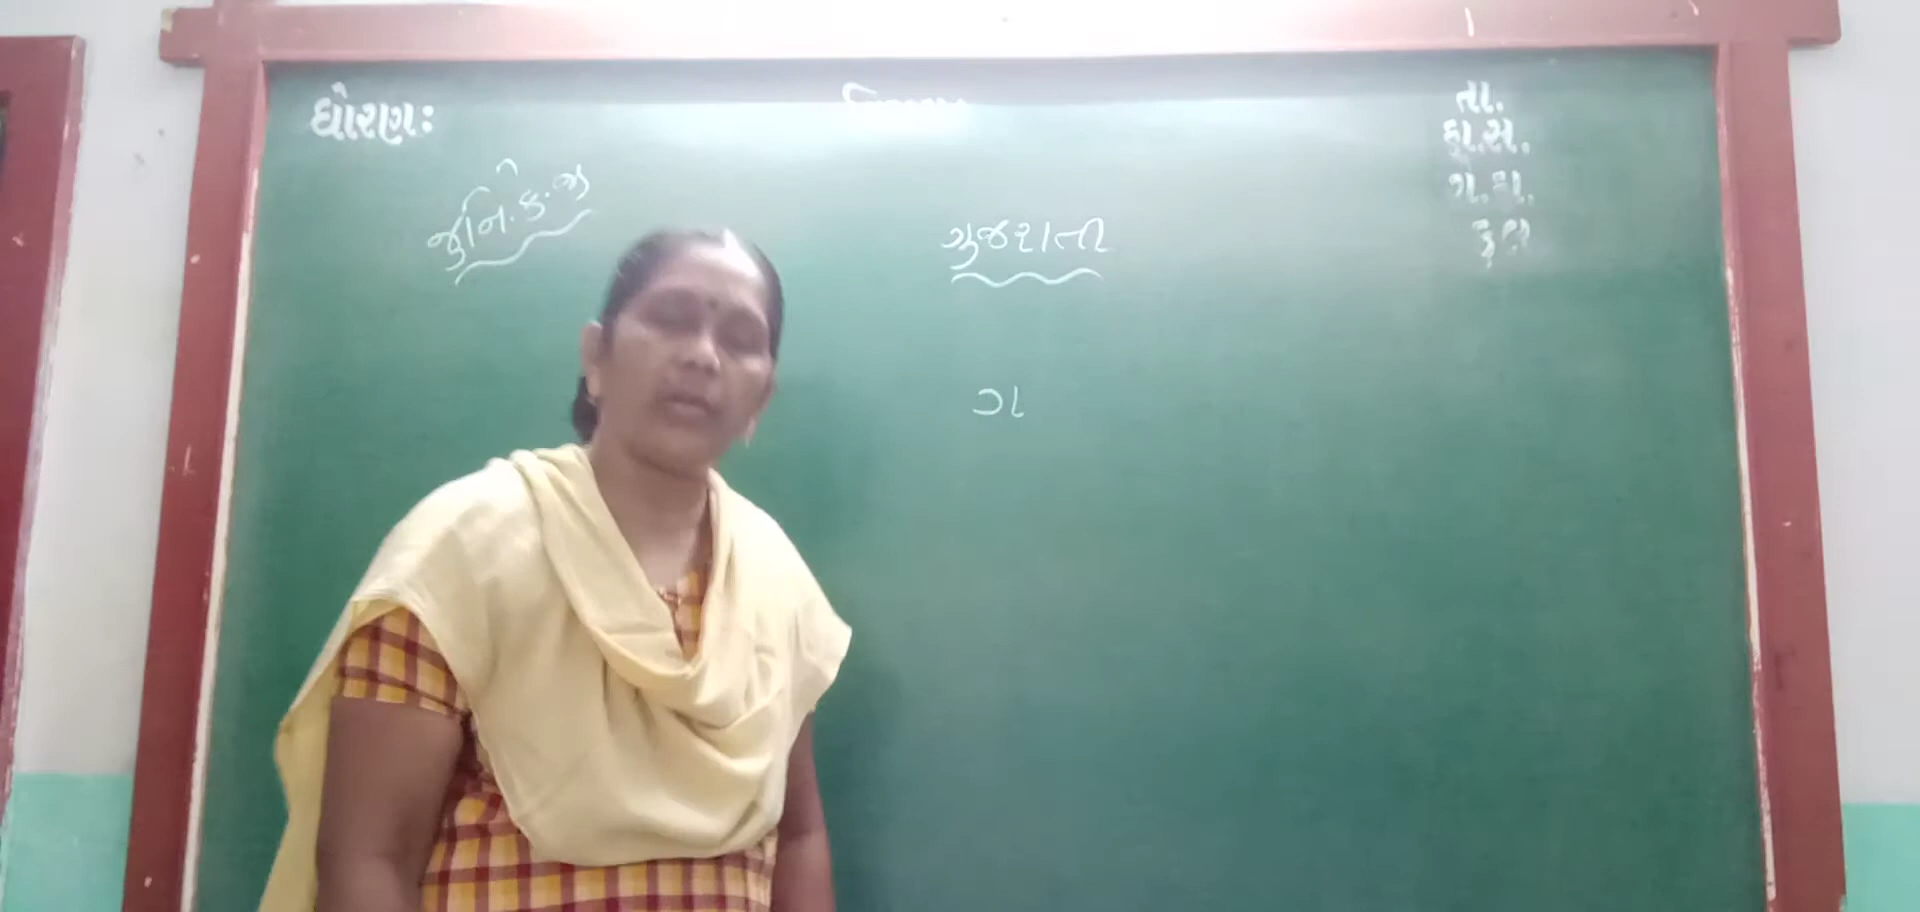 ધોરણઃ
તા.
હા.સ.
ગે.હા.
કુલ
જુનિ.કે.જી
ગુજરાતી
ગ